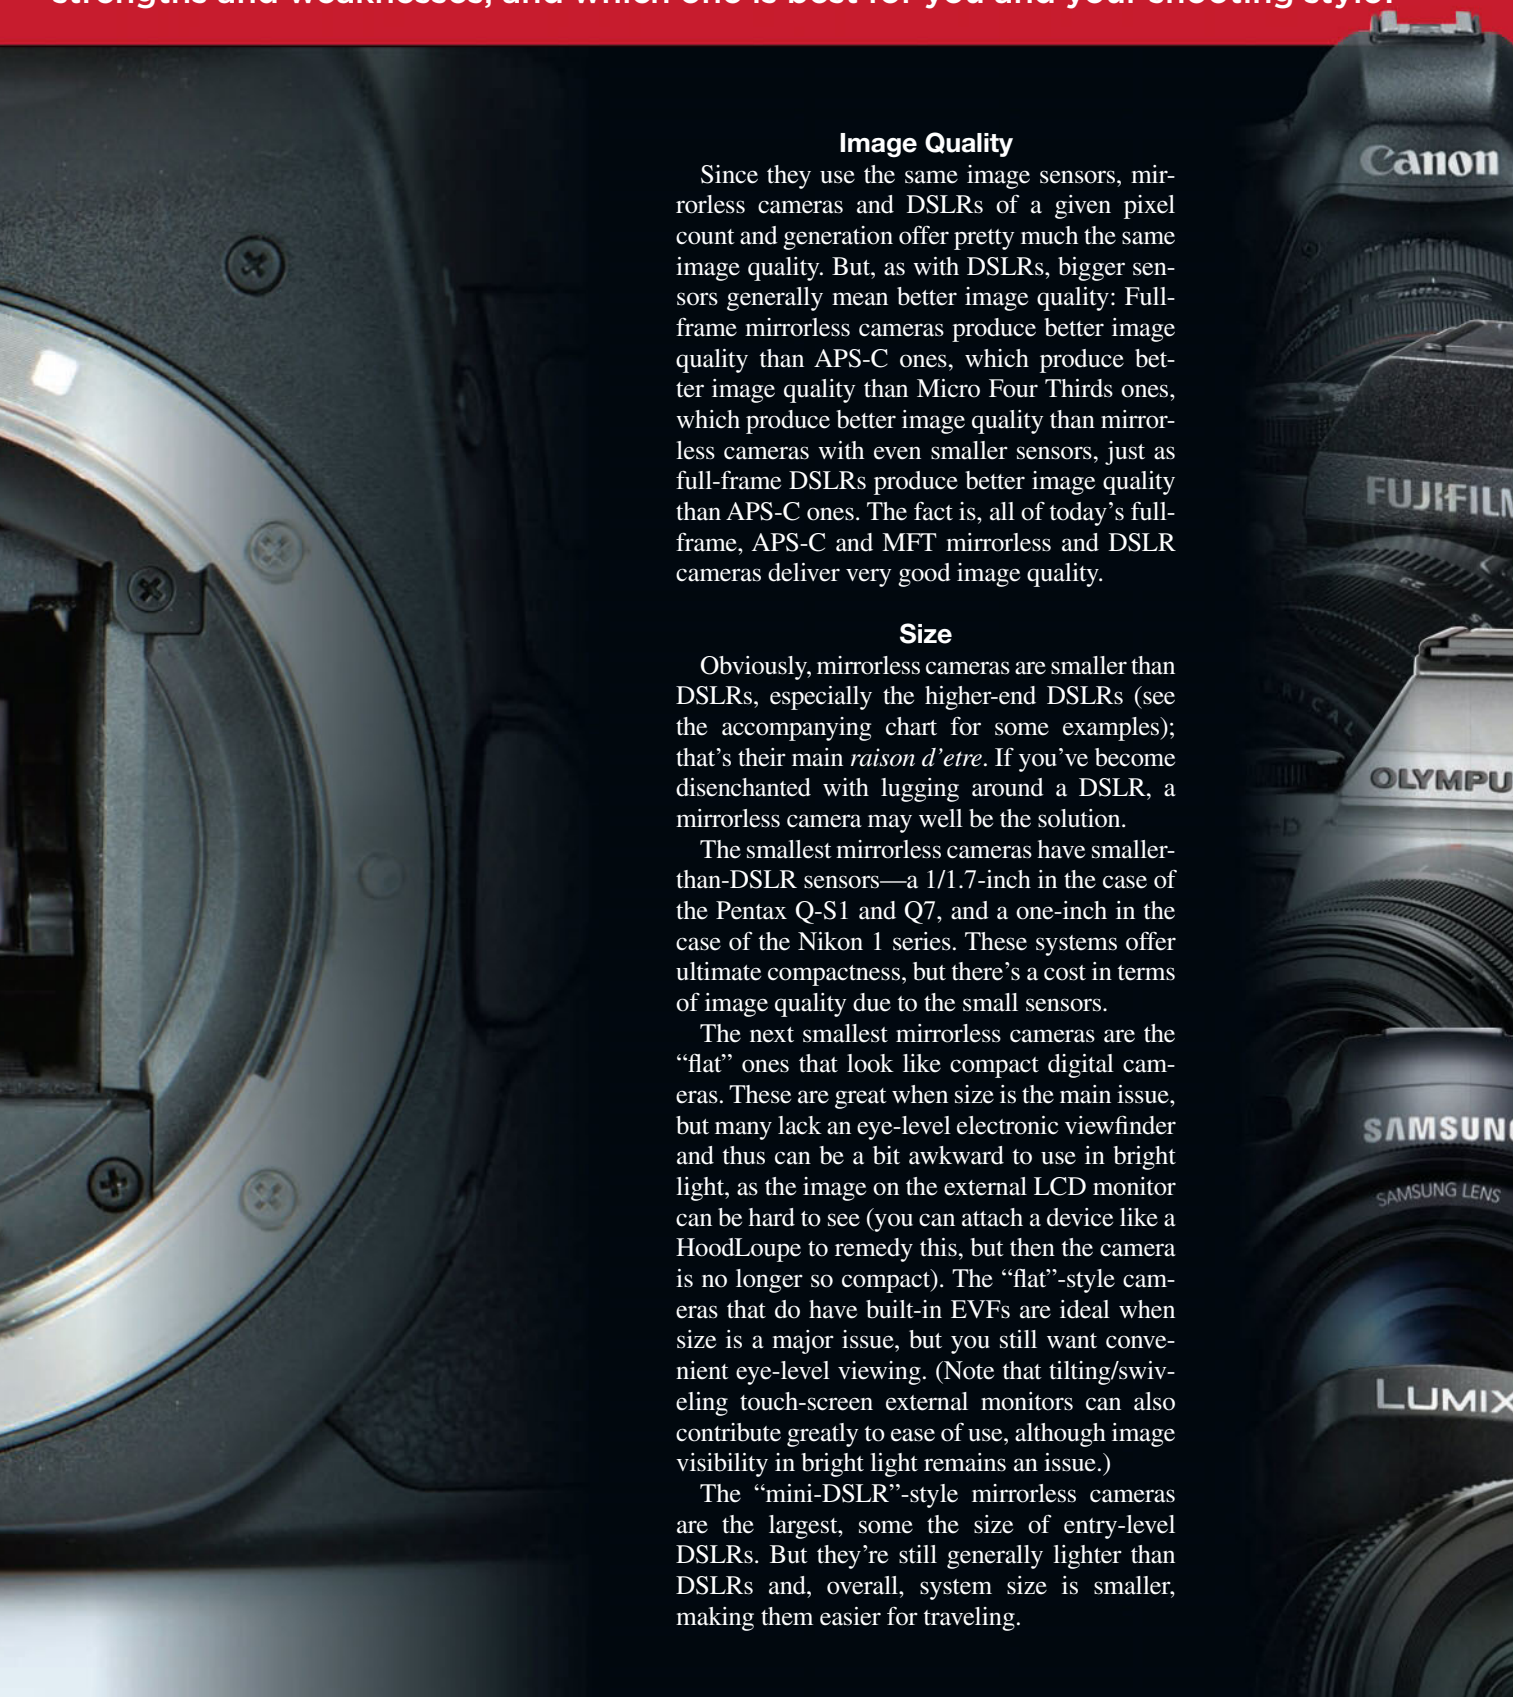 strengths and weaknesses, and which one is best for you and your shooting style.
Image Quality
Since they use the same image sensors, mir-
rorless cameras and DSLRs of a given pixel
count and generation offer pretty much the same
image quality. But, as with DSLRs, bigger sen-
sors generally mean better image quality: Full-
frame mirrorless cameras produce better image
quality than APS-C ones, which produce bet-
ter image quality than Micro Four Thirds ones,
which produce better image quality than mirror-
less cameras with even smaller sensors, just as
full-frame DSLRs produce better image quality
than APS-C ones. The fact is, all of today’s full-
frame, APS-C and MFT mirrorless and DSLR
cameras deliver very good image quality.
Size
Obviously, mirrorless cameras are smaller than
DSLRs, especially the higher-end DSLRs (see
the accompanying chart for some examples);
that’s their main raison d’etre. If you’ve become
disenchanted with lugging around a DSLR, a
mirrorless camera may well be the solution.
The smallest mirrorless cameras have smaller-
than-DSLR sensors—a 1/1.7-inch in the case of
the Pentax Q-S1 and Q7, and a one-inch in the
case of the Nikon 1 series. These systems offer
ultimate compactness, but there’s a cost in terms
of image quality due to the small sensors.
The next smallest mirrorless cameras are the
“flat” ones that look like compact digital cam-
eras. These are great when size is the main issue,
but many lack an eye-level electronic viewfinder
and thus can be a bit awkward to use in bright
light, as the image on the external LCD monitor
can be hard to see (you can attach a device like a
HoodLoupe to remedy this, but then the camera
is no longer so compact). The “flat”-style cam-
eras that do have built-in EVFs are ideal when
size is a major issue, but you still want conve-
nient eye-level viewing. (Note that tilting/swiv-
eling touch-screen external monitors can also
contribute greatly to ease of use, although image
visibility in bright light remains an issue.)
The “mini-DSLR”-style mirrorless cameras
are the largest, some the size of entry-level
DSLRs. But they’re still generally lighter than
DSLRs and, overall, system size is smaller,
making them easier for traveling.
Canon
FUJIFILM
OLYMPU
SAMSUNG
SAMSUNG LENS
LUMIX